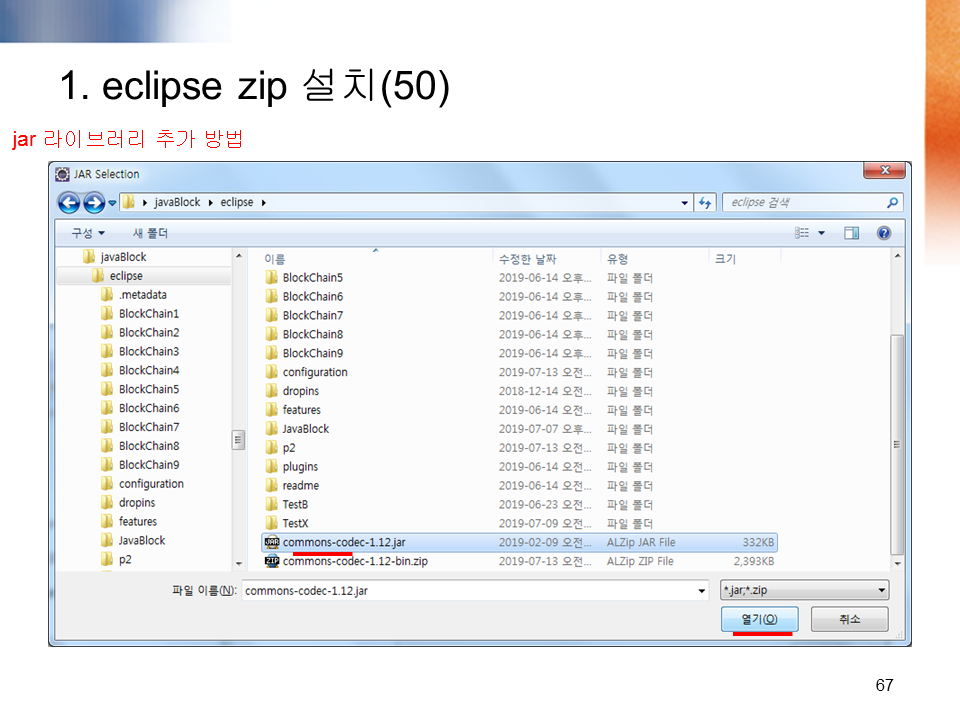 1. eclipse zip 설치(50)
jar 라이브러리 추가 방법
JAR Selection
javaBlock eclipse
eclipse 검색
구성 새 폴더
이름 수정한 날짜 유형 크기
javaBlock
eclipse
.metadata
BlockChain1
BlockChain2
BlockChain3
BlockChain4
BlockChain5
BlockChain6
BlockChain7
BlockChain8
BlockChain9
configuration
dropins
features
JavaBlock
p2
BlockChain5 2019-06-14 오후... 파일 폴더
BlockChain6 2019-06-14 오후... 파일 폴더
BlockChain7 2019-06-14 오후... 파일 폴더
BlockChain8 2019-06-14 오후... 파일 폴더
BlockChain9 2019-06-14 오후... 파일 폴더
configuration 2019-07-13 오전... 파일 폴더
dropins 2018-12-14 오전... 파일 폴더
features 2019-06-14 오전... 파일 폴더
JavaBlock 2019-07-07 오후... 파일 폴더
p2 2019-07-13 오전... 파일 폴더
plugins 2019-06-14 오전... 파일 폴더
readme 2019-06-14 오전... 파일 폴더
TestB 2019-06-23 오전... 파일 폴더
TestX 2019-07-09 오전... 파일 폴더
commons-codec-1.12.jar 2019-02-09 오전... ALZip JAR File 332KB
commons-codec-1.12-bin.zip 2019-07-13 오전... ALZip ZIP File 2,393KB
파일 이름(N): commons-codec-1.12.jar *.jar;*.zip
열기(O) 취소
67